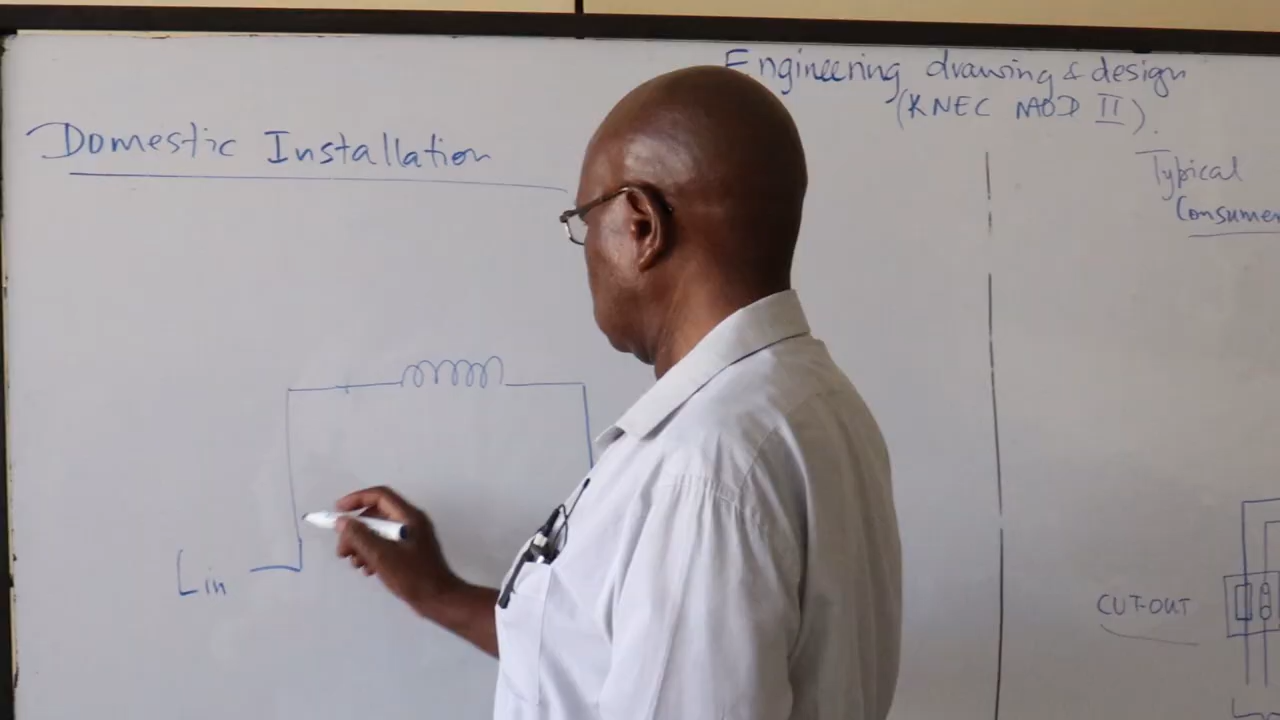 Engineering drawing & design
(KNEC MOD II).
Domestic Installation
Lin
Typical
Consumer
CUT-OUT